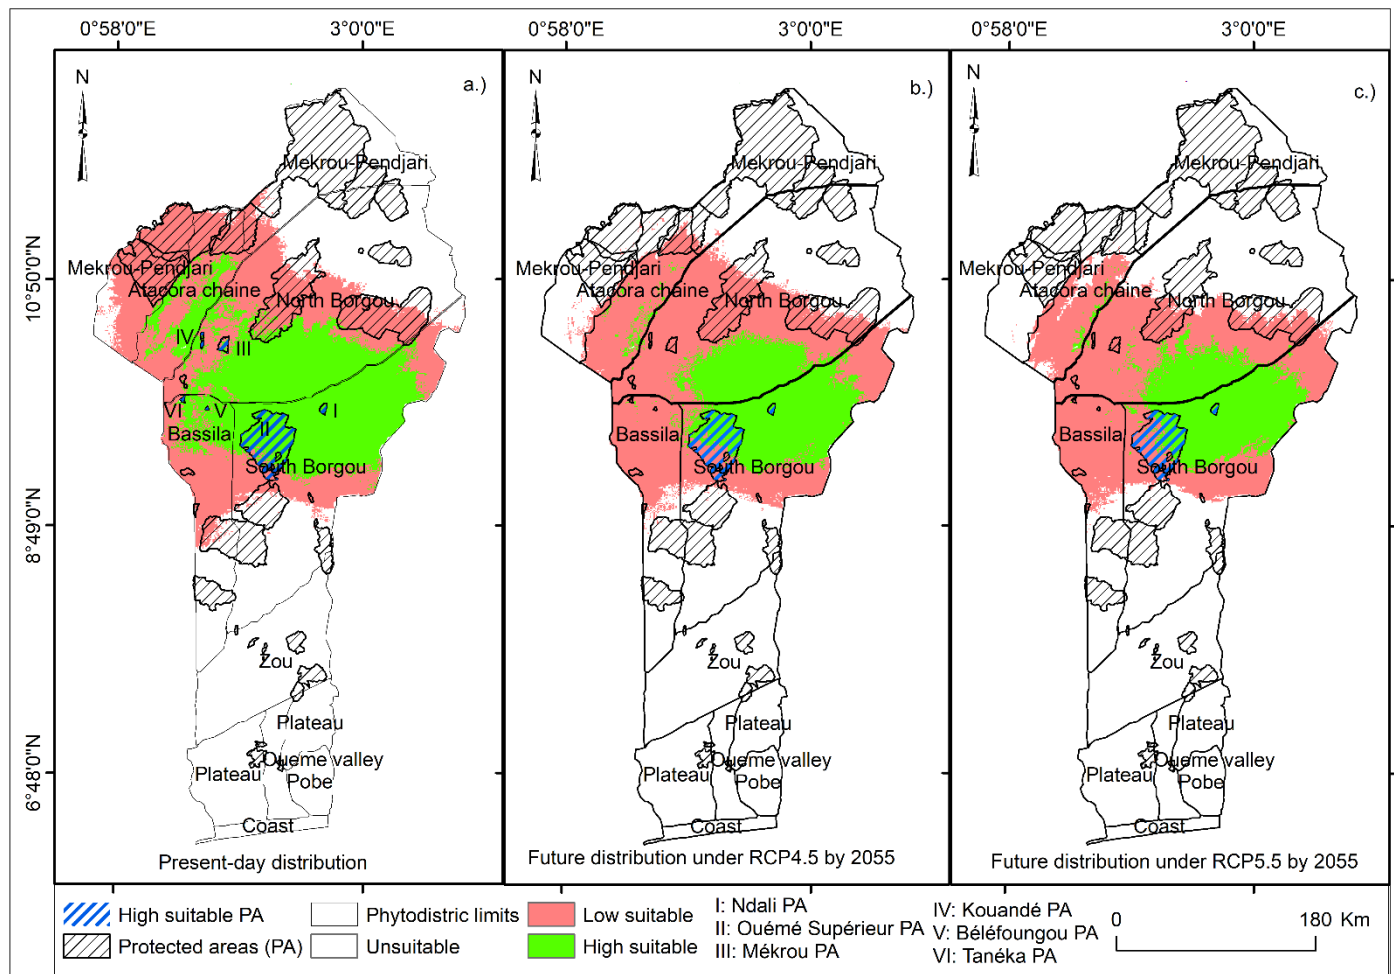 0°58'0"E
3°0'0"E
0°58'0"E
3°0'0"E
0°58'0"E
3°0'0"E
10°50'0"N
8°49'0"N
6°48'0"N
N
a.)
Mekrou-Pendjari
Mekrou-Pendjari
Atacora chaîne
North Borgou
IV
III
VI
V
I
Bassila
II
South Borgou
Zou
Plateau
Oueme valley
Plateau
Pobe
Coast
Present-day distribution
N
b.)
Mekrou-Pendjari
Mekrou-Pendjari
Atacora chaîne
North Borgou
Bassila
South Borgou
Zou
Plateau
Oueme valley
Plateau
Pobe
Coast
Future distribution under RCP4.5 by 2055
N
c.)
Mekrou-Pendjari
Mekrou-Pendjari
Atacora chaîne
North Borgou
Bassila
South Borgou
Zou
Plateau
Oueme valley
Plateau
Pobe
Coast
Future distribution under RCP5.5 by 2055
High suitable PA
Protected areas (PA)
Phytodistric limits
Unsuitable
Low suitable
High suitable
I: Ndali PA
II: Ouémé Supérieur PA
III: Mékrou PA
IV: Kouandé PA
V: Béléfoungou PA
VI: Tanéka PA
0 180 Km